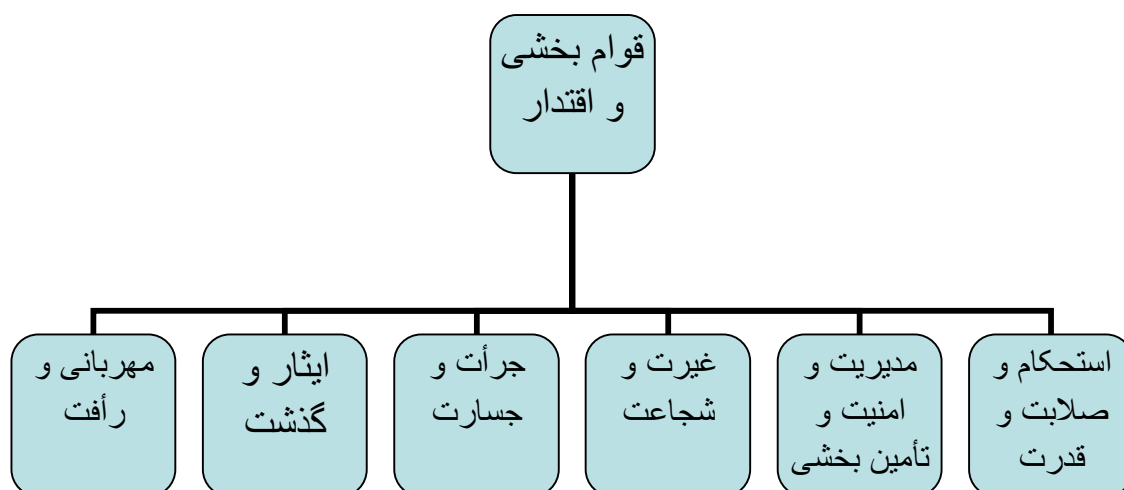 قوام بخشی
و اقتدار
استحکام و
صلابت و
قدرت
مدیریت و
امنیت و
تأمین بخشی
غیرت و
شجاعت
جرأت و
جسارت
ایثار و
گذشت
مهربانی و
رأفت